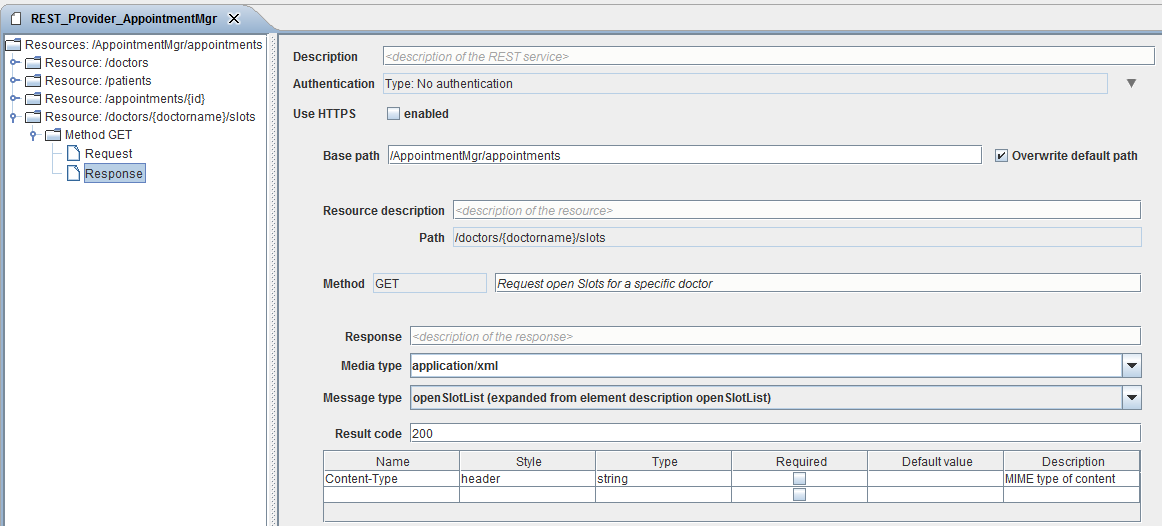 REST_Provider_AppointmentMgr
Resources: /AppointmentMgr/appointments
Resource: /doctors
Resource: /patients
Resource: /appointments/{id}
Resource: /doctors/{doctorname}/slots
Method GET
Request
Response
Description <description of the REST service>
Authentication Type: No authentication
Use HTTPS enabled
Base path /AppointmentMgr/appointments Overwrite default path
Resource description <description of the resource>
Path /doctors/{doctorname}/slots
Method GET Request open Slots for a specific doctor
Response <description of the response>
Media type application/xml
Message type openSlotList (expanded from element description openSlotList)
Result code 200
Name Style Type Required Default value Description
Content-Type header string MIME type of content